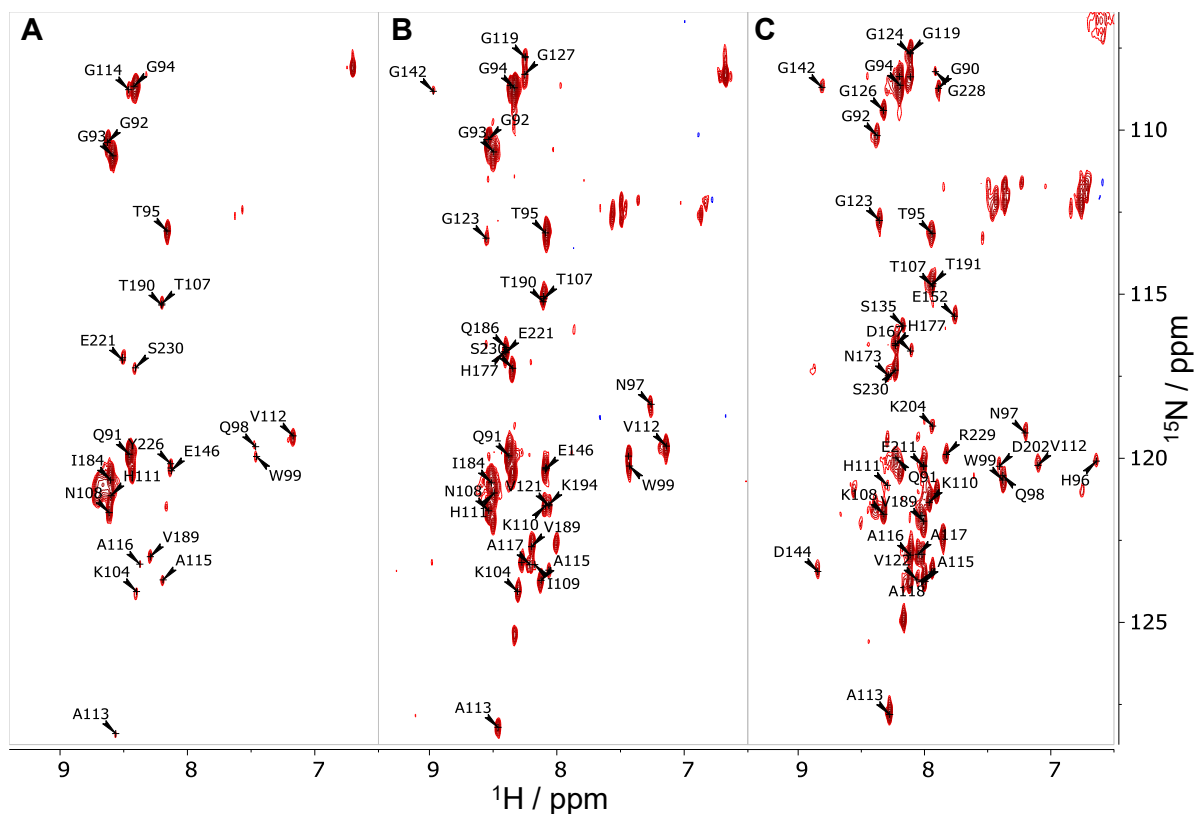 A
G114
G94
G93
G92
T95
T190
T107
E221
S230
Q91
Y226
Q98
V112
I184
H111
E146
W99
N108
A116
V189
A115
K104
A113
9
8
7
B
G119
G127
G142
G94
G93
G92
G123
T95
T190
T107
Q186
S230
E221
H177
N97
V112
Q91
E146
I184
W99
N108
V121
K194
H111
K110
V189
A117
A115
K104
I109
A113
9
8
7
C
G124
G119
G142
G94
G90
G126
G228
G92
G123
T95
T107
T191
E152
S135
D167
H177
N173
S230
K204
N97
E211
R229
D202
V112
H111
Q91
W99
H96
K108
V189
K110
Q98
A116
A117
D144
V122
A115
A118
A113
9
8
7
110
115
120
125
15N / ppm
1H / ppm